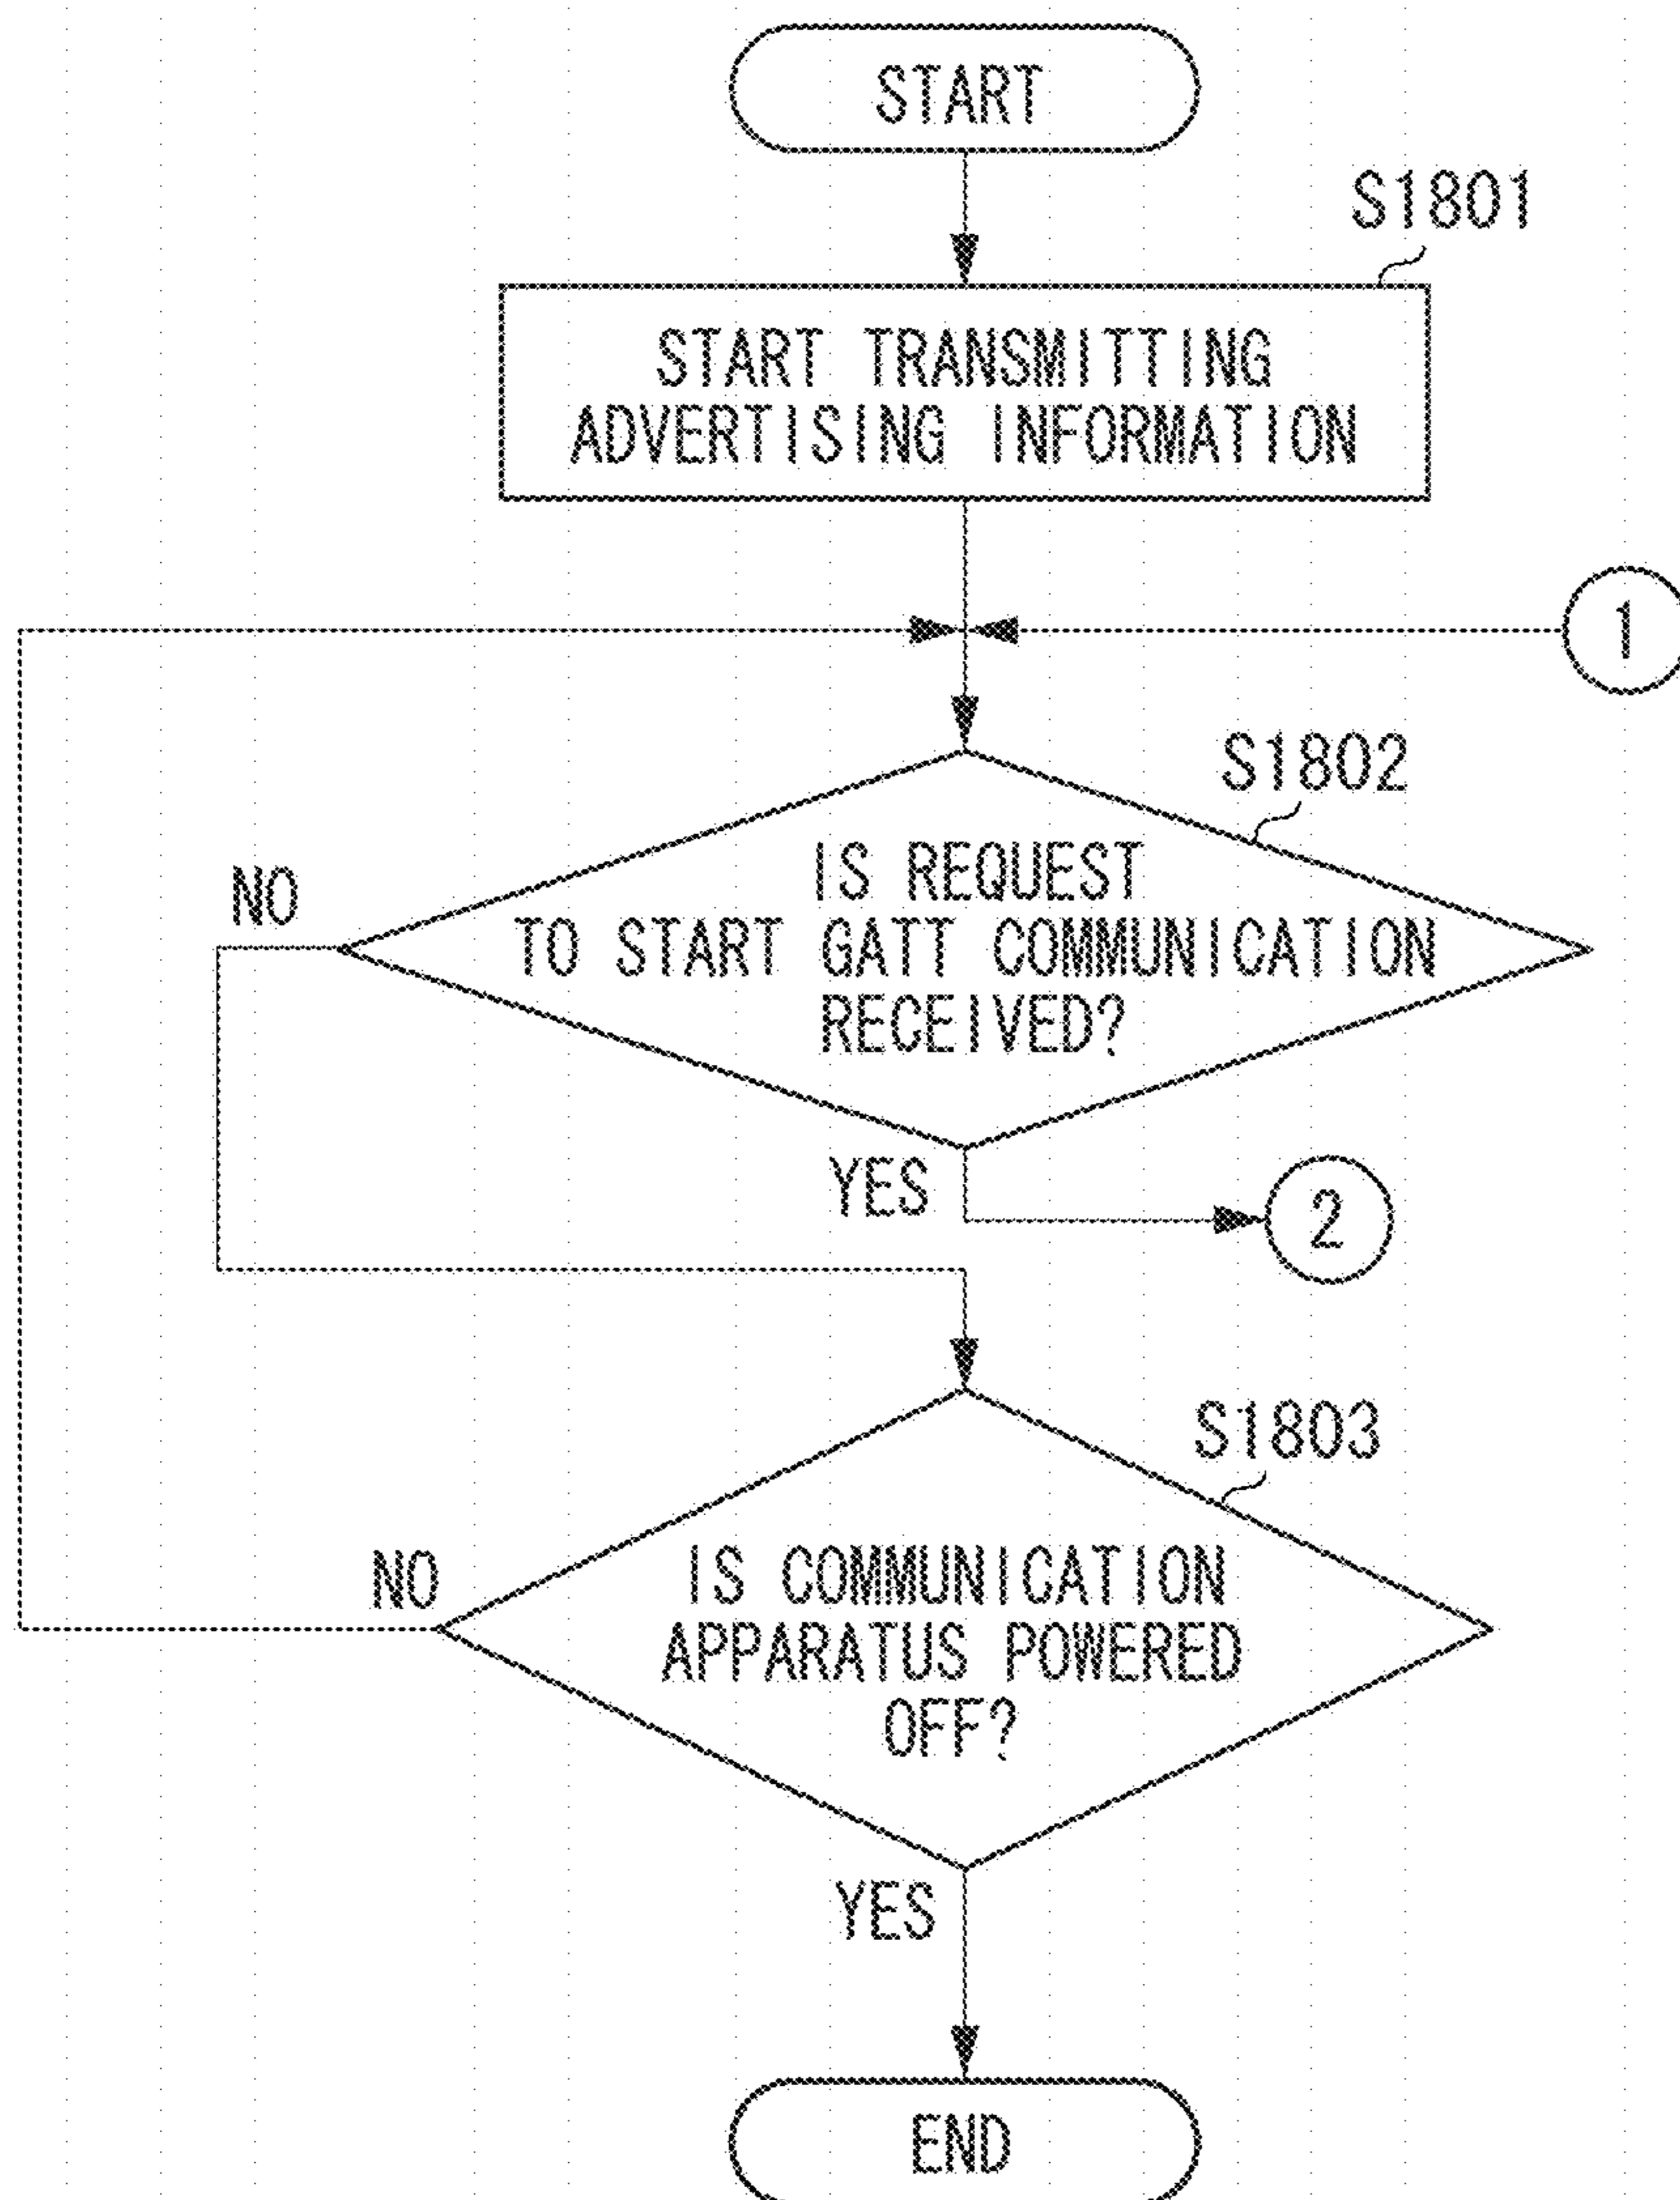 START
S1801
START TRANSMITTING
ADVERTISING INFORMATION
1
S1802
IS REQUEST
TO START GATT COMMUNICATION
RECEIVED?
NO
YES
2
S1803
IS COMMUNICATION
APPARATUS POWERED
OFF?
NO
YES
END